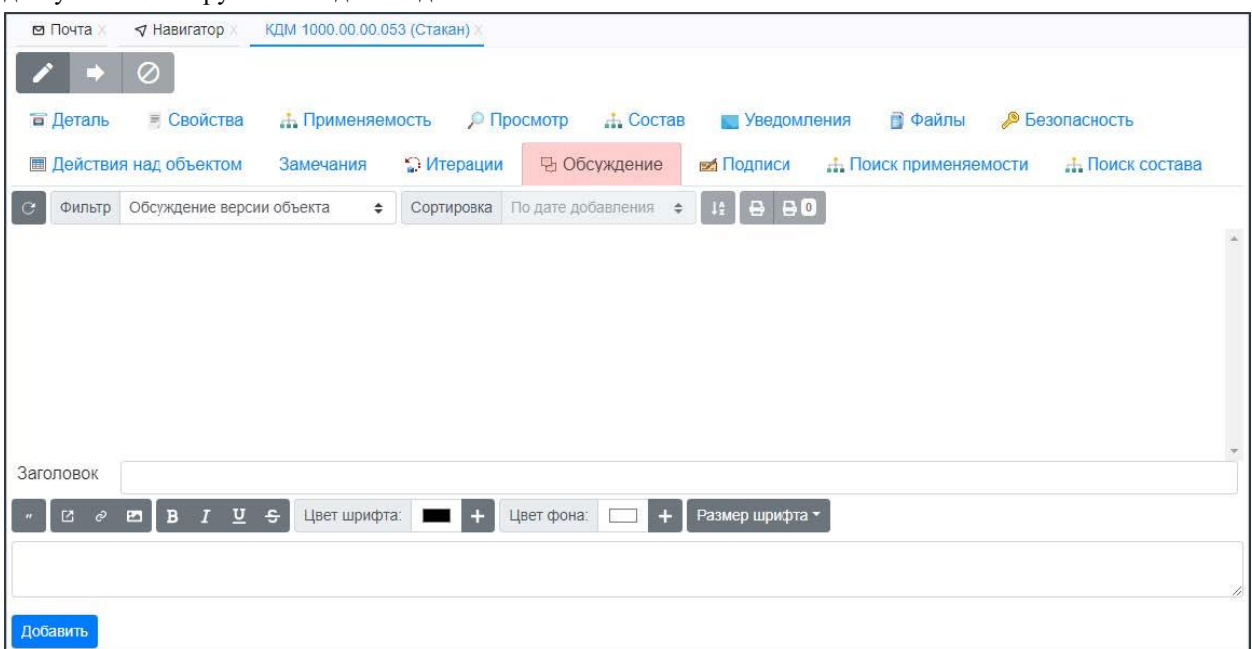 Почта X Навигатор X КДМ 1000.00.00.053 (Стакан) X
Деталь Свойства Применяемость Просмотр Состав Уведомления Файлы Безопасность
Действия над объектом Замечания Итерации Обсуждение Подписи Поиск применяемости Поиск состава
Фильтр Обсуждение версии объекта Сортировка По дате добавления 0
Заголовок
" B I U S Цвет шрифта: + Цвет фона: + Размер шрифта
Добавить